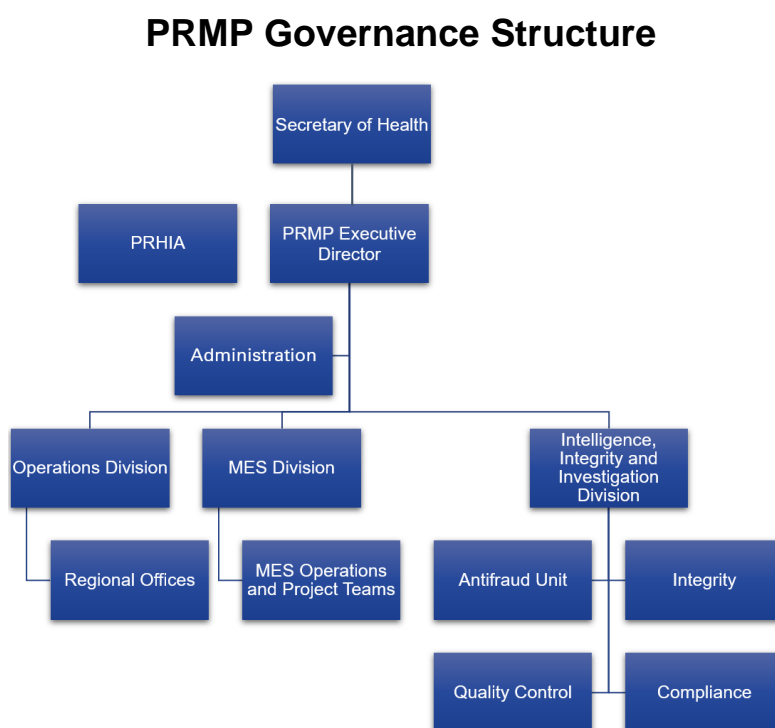 PRMP Governance Structure
Secretary of Health
PRHIA
PRMP Executive
Director
Administration
Operations Division
MES Division
Intelligence,
Integrity and
Investigation
Division
Regional Offices
MES Operations
and Project Teams
Antifraud Unit
Integrity
Quality Control
Compliance